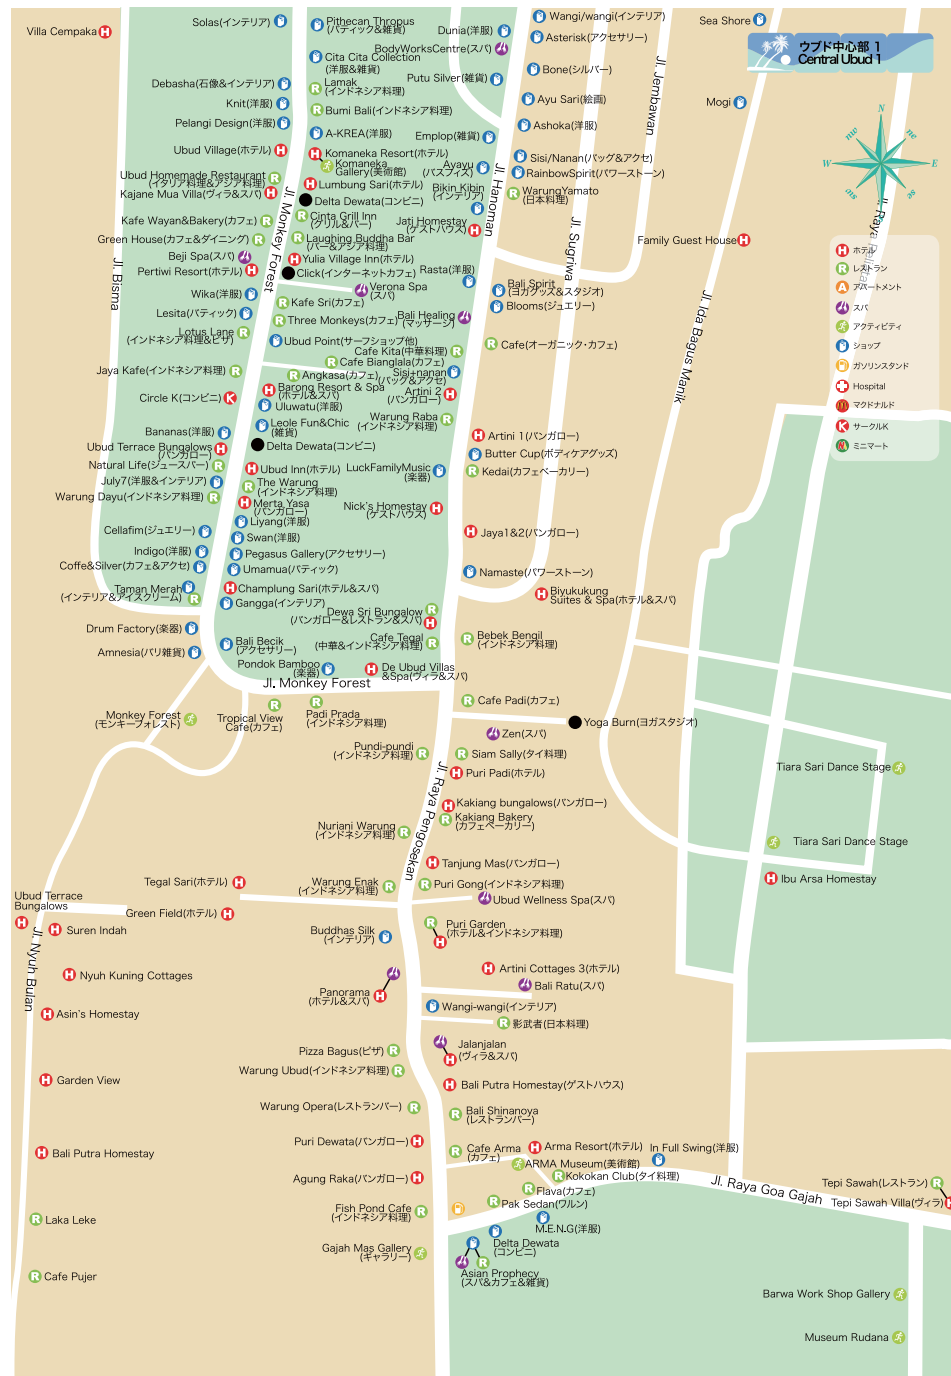 ウブド中心部 1
Central Ubud 1
N
ne
E
se
S
sw
W
nw
ホテル
レストラン
アパートメント
スパ
アクティビティ
ショップ
ガソリンスタンド
Hospital
マクドナルド
サークルK
ミニマート
Villa Cempaka
Solas(インテリア)
Debasha(石像&インテリア)
Knit(洋服)
Pelangi Design(洋服)
Ubud Village(ホテル)
Ubud Homemade Restaurant
(イタリア料理&アジア料理)
Kajane Mua Villa(ヴィラ&スパ)
Kafe Wayan&Bakery(カフェ)
Green House(カフェ&ダイニング)
Beji Spa(スパ)
Pertiwi Resort(ホテル)
Wika(洋服)
Lesita(バティック)
Lotus Lane
(インドネシア料理&ピザ)
Jaya Kafe(インドネシア料理)
Circle K(コンビニ)
Bananas(洋服)
Ubud Terrace Bungalows
(バンガロー)
Natural Life(ジュースバー)
July7(洋服&インテリア)
Warung Dayu(インドネシア料理)
Cellafim(ジュエリー)
Indigo(洋服)
Coffe&Silver(カフェ&アクセ)
Taman Merah
(インテリア&アイスクリーム)
Drum Factory(楽器)
Amnesia(バリ雑貨)
Jl. Bisma
Jl. Monkey Forest
Pithecan Thropus
(バティック&雑貨)
Cita Cita Collection
(洋服&雑貨)
Lamak
(インドネシア料理)
Bumi Bali(インドネシア料理)
A-KREA(洋服)
Komaneka Resort(ホテル)
Komaneka
Gallery(美術館)
Lumbung Sari(ホテル)
Delta Dewata(コンビニ)
Cinta Grill Inn
(グリル&バー)
Laughing Buddha Bar
(バー&アジア料理)
Yulia Village Inn(ホテル)
Click(インターネットカフェ)
Verona Spa
(スパ)
Kafe Sri(カフェ)
Three Monkeys(カフェ)
Ubud Point(サーフショップ他)
Cafe Bianglala(カフェ)
Angkasa(カフェ)
Barong Resort & Spa
(ホテル&スパ)
Uluwatu(洋服)
Leole Fun&Chic
(雑貨)
Delta Dewata(コンビニ)
Ubud Inn(ホテル)
The Warung
(インドネシア料理)
Merta Yasa
(バンガロー)
Liyang(洋服)
Swan(洋服)
Pegasus Gallery(アクセサリー)
Umamua(バティック)
Champlung Sari(ホテル&スパ)
Gangga(インテリア)
Bali Becik
(アクセサリー)
Pondok Bamboo
(楽器)
De Ubud Villas
&Spa(ヴィラ&スパ)
Jl. Monkey Forest
Dunia(洋服)
BodyWorksCentre(スパ)
Putu Silver(雑貨)
Emplop(雑貨)
Ayayu
(バスフィズ)
Bikin Kibin
(インテリア)
Jati Homestay
(ゲストハウス)
Rasta(洋服)
Bali Healing
(マッサージ)
Cafe Kita(中華料理)
Sisi+nanan
(バッグ&アクセ)
Artini 2
(バンガロー)
Warung Raba
(インドネシア料理)
LuckFamilyMusic
(楽器)
Nick's Homestay
(ゲストハウス)
Dewa Sri Bungalow
(バンガロー&レストラン&スパ)
Cafe Tegal
(中華&インドネシア料理)
Jl. Hanoman
Wangi/wangi(インテリア)
Asterisk(アクセサリー)
Bone(シルバー)
Ayu Sari(絵画)
Ashoka(洋服)
Sisi/Nanan(バッグ&アクセ)
RainbowSpirit(パワーストーン)
WarungYamato
(日本料理)
Bali Spirit
(ヨガグッズ&スタジオ)
Blooms(ジュエリー)
Cafe(オーガニック・カフェ)
Artini 1(バンガロー)
Butter Cup(ボディケアグッズ)
Kedai(カフェベーカリー)
Jaya1&2(バンガロー)
Namaste(パワーストーン)
Biyukukung
Suites & Spa(ホテル&スパ)
Bebek Bengil
(インドネシア料理)
Jl. Jembawan
Jl. Sugriwa
Sea Shore
Mogi
Family Guest House
Jl. Ida Bagus Manik
Monkey Forest
(モンキーフォレスト)
Tropical View
Cafe(カフェ)
Padi Prada
(インドネシア料理)
Cafe Padi(カフェ)
Yoga Burn(ヨガスタジオ)
Zen(スパ)
Pundi-pundi
(インドネシア料理)
Siam Sally(タイ料理)
Puri Padi(ホテル)
Kakiang bungalows(バンガロー)
Kakiang Bakery
(カフェベーカリー)
Nuriani Warung
(インドネシア料理)
Jl. Raya Pengosekan
Tanjung Mas(バンガロー)
Warung Enak
(インドネシア料理)
Puri Gong(インドネシア料理)
Ubud Wellness Spa(スパ)
Tegal Sari(ホテル)
Green Field(ホテル)
Ubud Terrace
Bungalows
Suren Indah
Nyuh Kuning Cottages
Asin's Homestay
Garden View
Bali Putra Homestay
Laka Leke
Cafe Pujer
Jl. Nyuh Bulan
Buddhas Silk
(インテリア)
Puri Garden
(ホテル&インドネシア料理)
Panorama
(ホテル&スパ)
Artini Cottages 3(ホテル)
Bali Ratu(スパ)
Wangi-wangi(インテリア)
影武者(日本料理)
Jalanjalan
(ヴィラ&スパ)
Pizza Bagus(ピザ)
Warung Ubud(インドネシア料理)
Bali Putra Homestay(ゲストハウス)
Warung Opera(レストランバー)
Bali Shinanoya
(レストランバー)
Puri Dewata(バンガロー)
Cafe Arma
(カフェ)
Arma Resort(ホテル)
In Full Swing(洋服)
ARMA Museum(美術館)
Kokokan Club(タイ料理)
Agung Raka(バンガロー)
Flava(カフェ)
Pak Sedan(ワルン)
Fish Pond Cafe
(インドネシア料理)
M.E.N.G(洋服)
Gajah Mas Gallery
(ギャラリー)
Delta Dewata
(コンビニ)
Asian Prophecy
(スパ&カフェ&雑貨)
Tiara Sari Dance Stage
Tiara Sari Dance Stage
Ibu Arsa Homestay
Jl. Raya Goa Gajah
Tepi Sawah(レストラン)
Tepi Sawah Villa(ヴィラ)
Barwa Work Shop Gallery
Museum Rudana